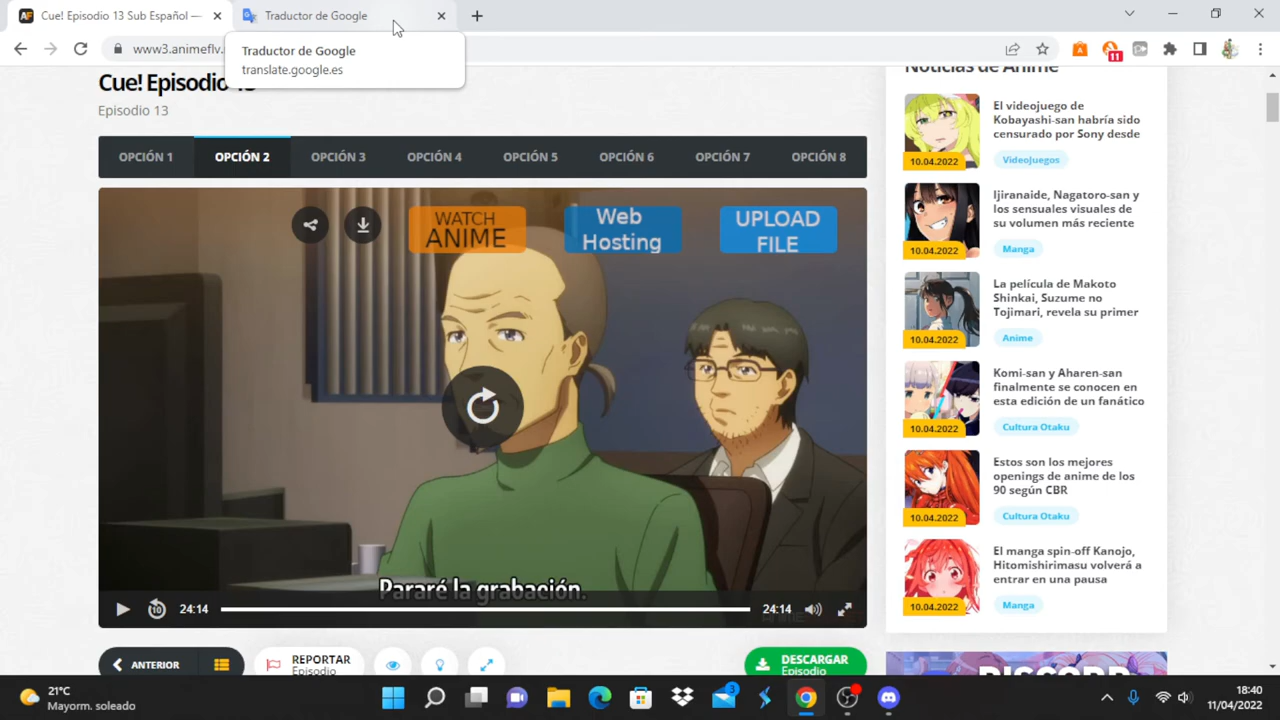 Cue! Episodio 13 Sub Español —
Traductor de Google
www3.animeflv.
Traductor de Google
translate.google.es
11
Cue! Episodio 13
Episodio 13
OPCIÓN 1
OPCIÓN 2
OPCIÓN 3
OPCIÓN 4
OPCIÓN 5
OPCIÓN 6
OPCIÓN 7
OPCIÓN 8
WATCH
ANIME
Web
Hosting
UPLOAD
FILE
10
Pararé la grabación.
24:14
24:14
ANTERIOR
REPORTAR
Episodio
DESCARGAR
Episodio
Noticias de Anime
El videojuego de
Kobayashi-san habría sido
censurado por Sony desde
10.04.2022
VideoJuegos
Ijiranaide, Nagatoro-san y
los sensuales visuales de
su volumen más reciente
10.04.2022
Manga
La película de Makoto
Shinkai, Suzume no
Tojimari, revela su primer
10.04.2022
Anime
Komi-san y Aharen-san
finalmente se conocen en
esta edición de un fanático
10.04.2022
Cultura Otaku
Estos son los mejores
openings de anime de los
90 según CBR
10.04.2022
Cultura Otaku
El manga spin-off Kanojo,
Hitomishirimasu volverá a
entrar en una pausa
10.04.2022
Manga
DISCORD
21°C
Mayorm. soleado
3
18:40
11/04/2022